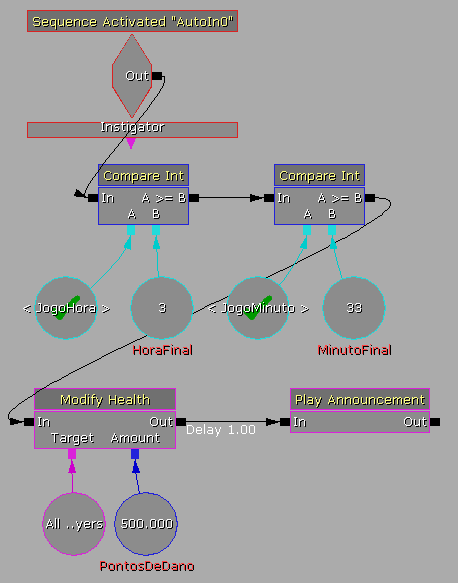 Sequence Activated "AutoIn0"
Out
Instigator
Compare Int
Compare Int
In A >= B
In A >= B
A B
A B
< JogoHora >
3
< JogoMinuto >
33
HoraFinal
MinutoFinal
Modify Health
Play Announcement
In Out
Delay 1.00
In Out
Target Amount
All ..yers
500.000
PontosDeDano